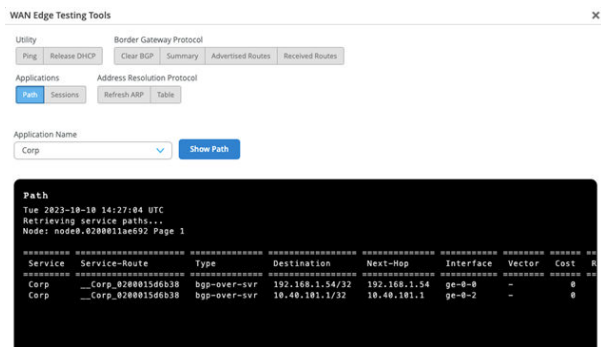 WAN Edge Testing Tools
Utility Border Gateway Protocol
Ping Release DHCP Clear BGP Summary Advertised Routes Received Routes
Applications Address Resolution Protocol
Path Sessions Refresh ARP Table
Application Name
Corp Show Path
Path
Tue 2023-10-10 14:27:04 UTC
Retrieving service paths...
Node: node0.0200011ae692 Page 1
========= ===================== ============== ================= ============== =========== ======== ====== ==
Service Service-Route Type Destination Next-Hop Interface Vector Cost R
========= ===================== ============== ================= ============== =========== ======== ====== ==
Corp __Corp_0200015d6b38 bgp-over-svr 192.168.1.54/32 192.168.1.54 ge-0-0 - 0
Corp __Corp_0200015d6b38 bgp-over-svr 10.40.101.1/32 10.40.101.1 ge-0-2 - 0